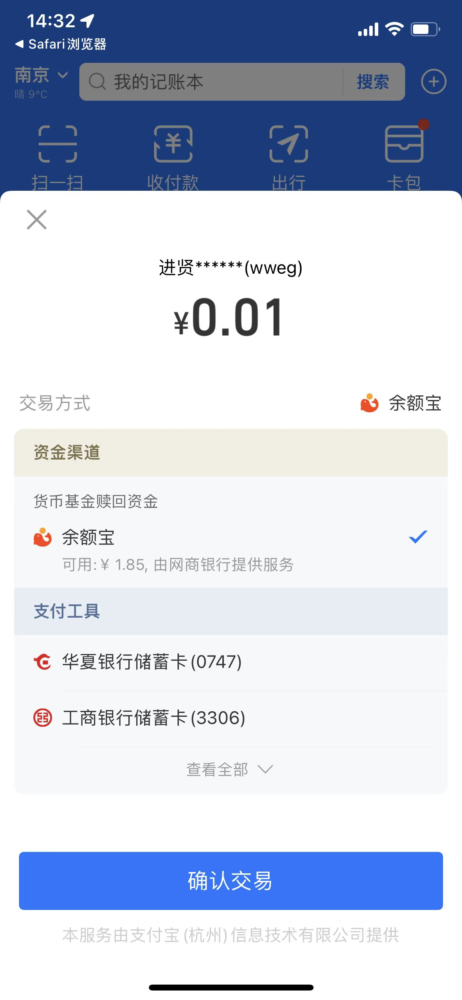 14:32
Safari浏览器
南京
我的记账本
搜索
晴 9°C
扫一扫
收付款
出行
卡包
进贤******(wweg)
¥0.01
交易方式
余额宝
资金渠道
货币基金赎回资金
余额宝
可用:¥ 1.85, 由网商银行提供服务
支付工具
华夏银行储蓄卡(0747)
工商银行储蓄卡(3306)
查看全部
确认交易
本服务由支付宝(杭州)信息技术有限公司提供